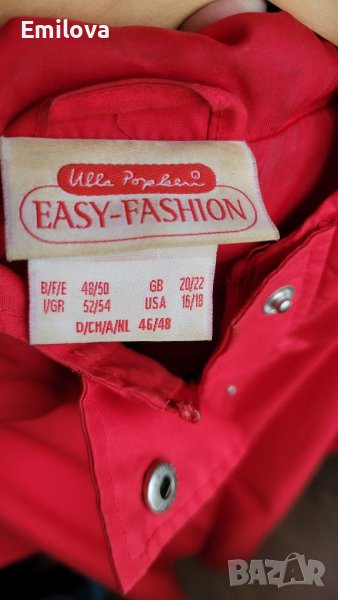 Emilova
Ulla Popken
EASY-FASHION
B/F/E 48/50 GB 20/22
I/GR 52/54 USA 16/18
D/CH/A/NL 46/48
BAZAR